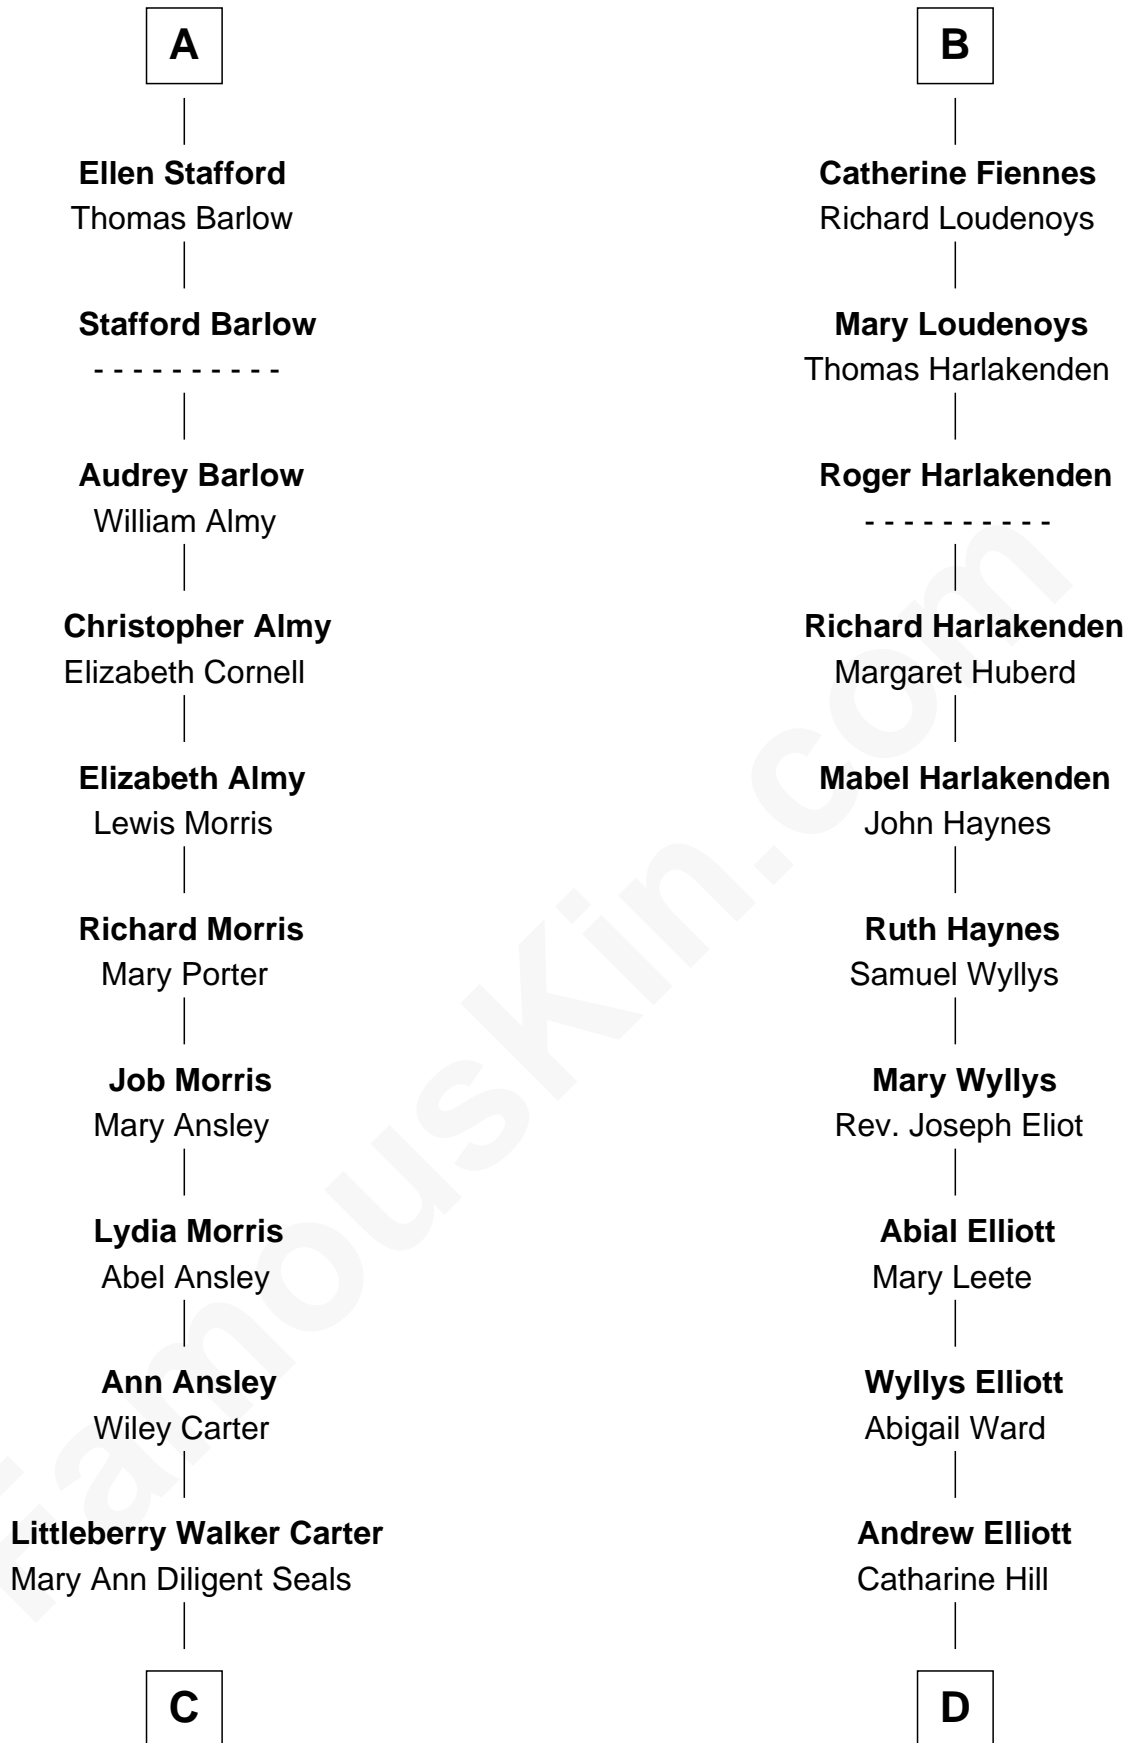 A
Ellen Stafford
Thomas Barlow
Stafford Barlow
- - - - - - - - - -
Audrey Barlow
William Almy
Christopher Almy
Elizabeth Cornell
Elizabeth Almy
Lewis Morris
Richard Morris
Mary Porter
Job Morris
Mary Ansley
Lydia Morris
Abel Ansley
Ann Ansley
Wiley Carter
Littleberry Walker Carter
Mary Ann Diligent Seals
C
B
Catherine Fiennes
Richard Loudenoys
Mary Loudenoys
Thomas Harlakenden
Roger Harlakenden
- - - - - - - - - -
Richard Harlakenden
Margaret Huberd
Mabel Harlakenden
John Haynes
Ruth Haynes
Samuel Wyllys
Mary Wyllys
Rev. Joseph Eliot
Abial Elliott
Mary Leete
Wyllys Elliott
Abigail Ward
Andrew Elliott
Catharine Hill
D
FamousKin.com